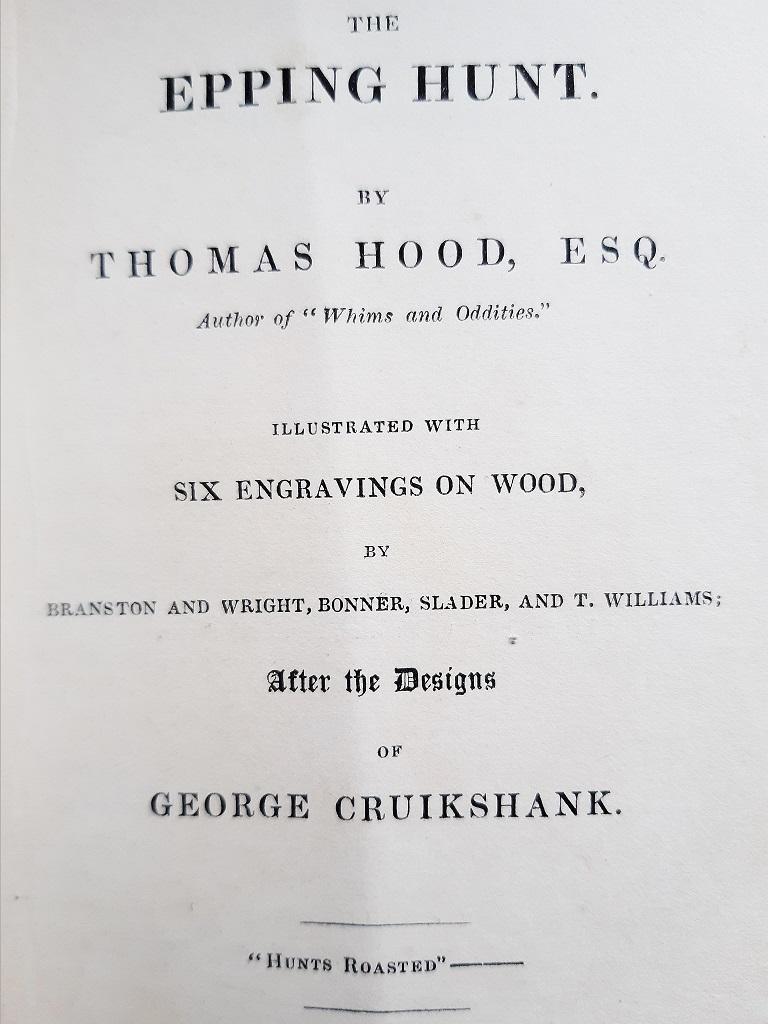 THE
EPPING HUNT.
BY
THOMAS HOOD, ESQ.
Author of "Whims and Oddities."
ILLUSTRATED WITH
SIX ENGRAVINGS ON WOOD,
BY
BRANSTON AND WRIGHT, BONNER, SLADER, AND T. WILLIAMS;
After the Designs
OF
GEORGE CRUIKSHANK.
"HUNTS ROASTED"——